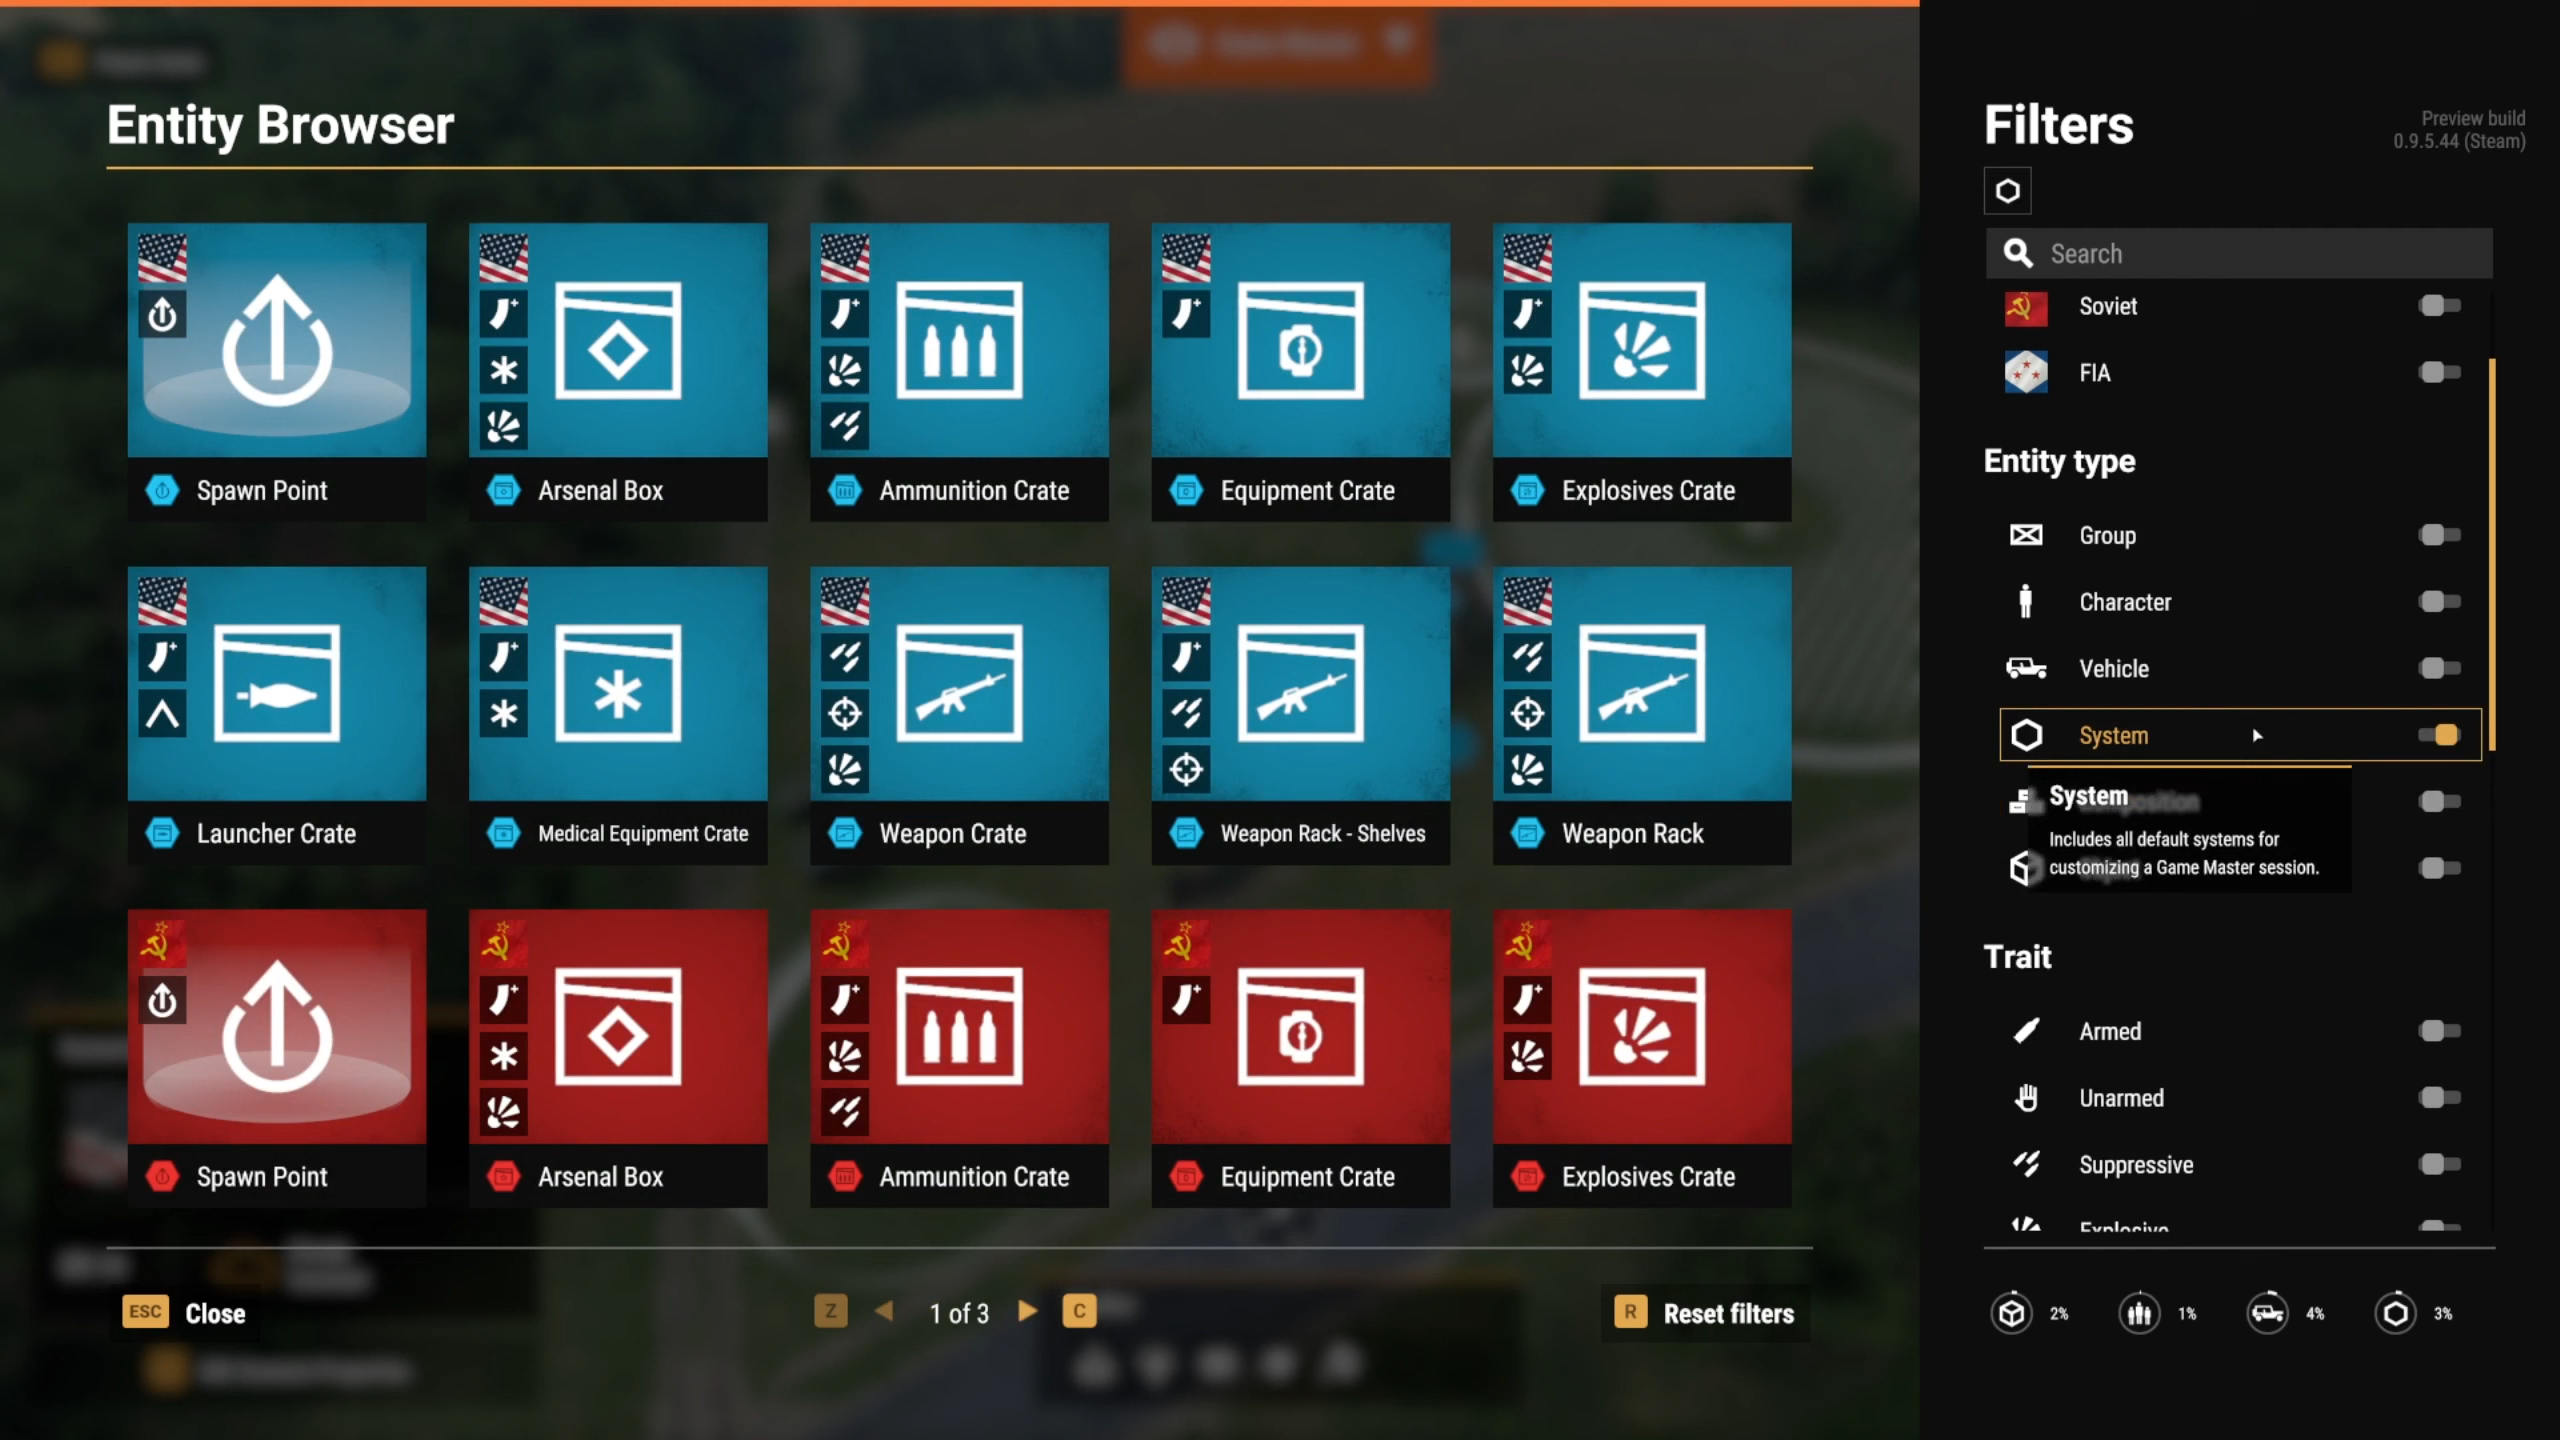 Entity Browser
Spawn Point
Arsenal Box
Ammunition Crate
Equipment Crate
Explosives Crate
Launcher Crate
Medical Equipment Crate
Weapon Crate
Weapon Rack - Shelves
Weapon Rack
Spawn Point
Arsenal Box
Ammunition Crate
Equipment Crate
Explosives Crate
ESC Close
Z 1 of 3 C
R Reset filters
Filters
Preview build
0.9.5.44 (Steam)
Search
Soviet
FIA
Entity type
Group
Character
Vehicle
System
System
Includes all default systems for
customizing a Game Master session.
Trait
Armed
Unarmed
Suppressive
Explosive
2% 1% 4% 3%